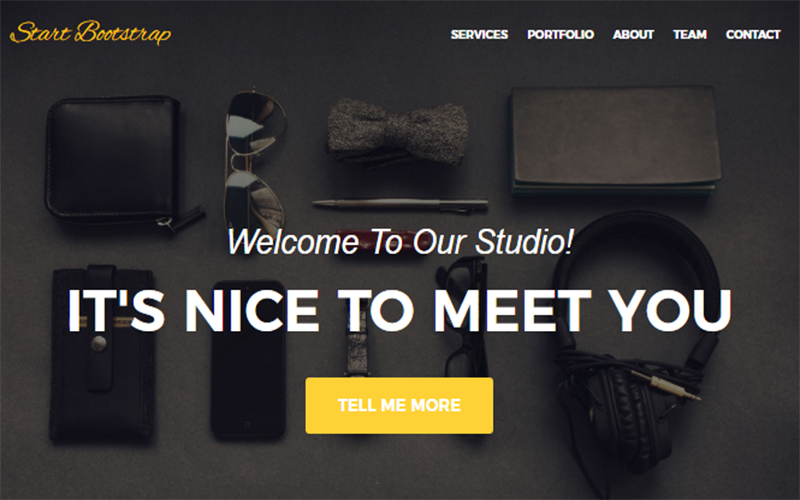 Start Bootstrap
SERVICES PORTFOLIO ABOUT TEAM CONTACT
Welcome To Our Studio!
IT'S NICE TO MEET YOU
TELL ME MORE